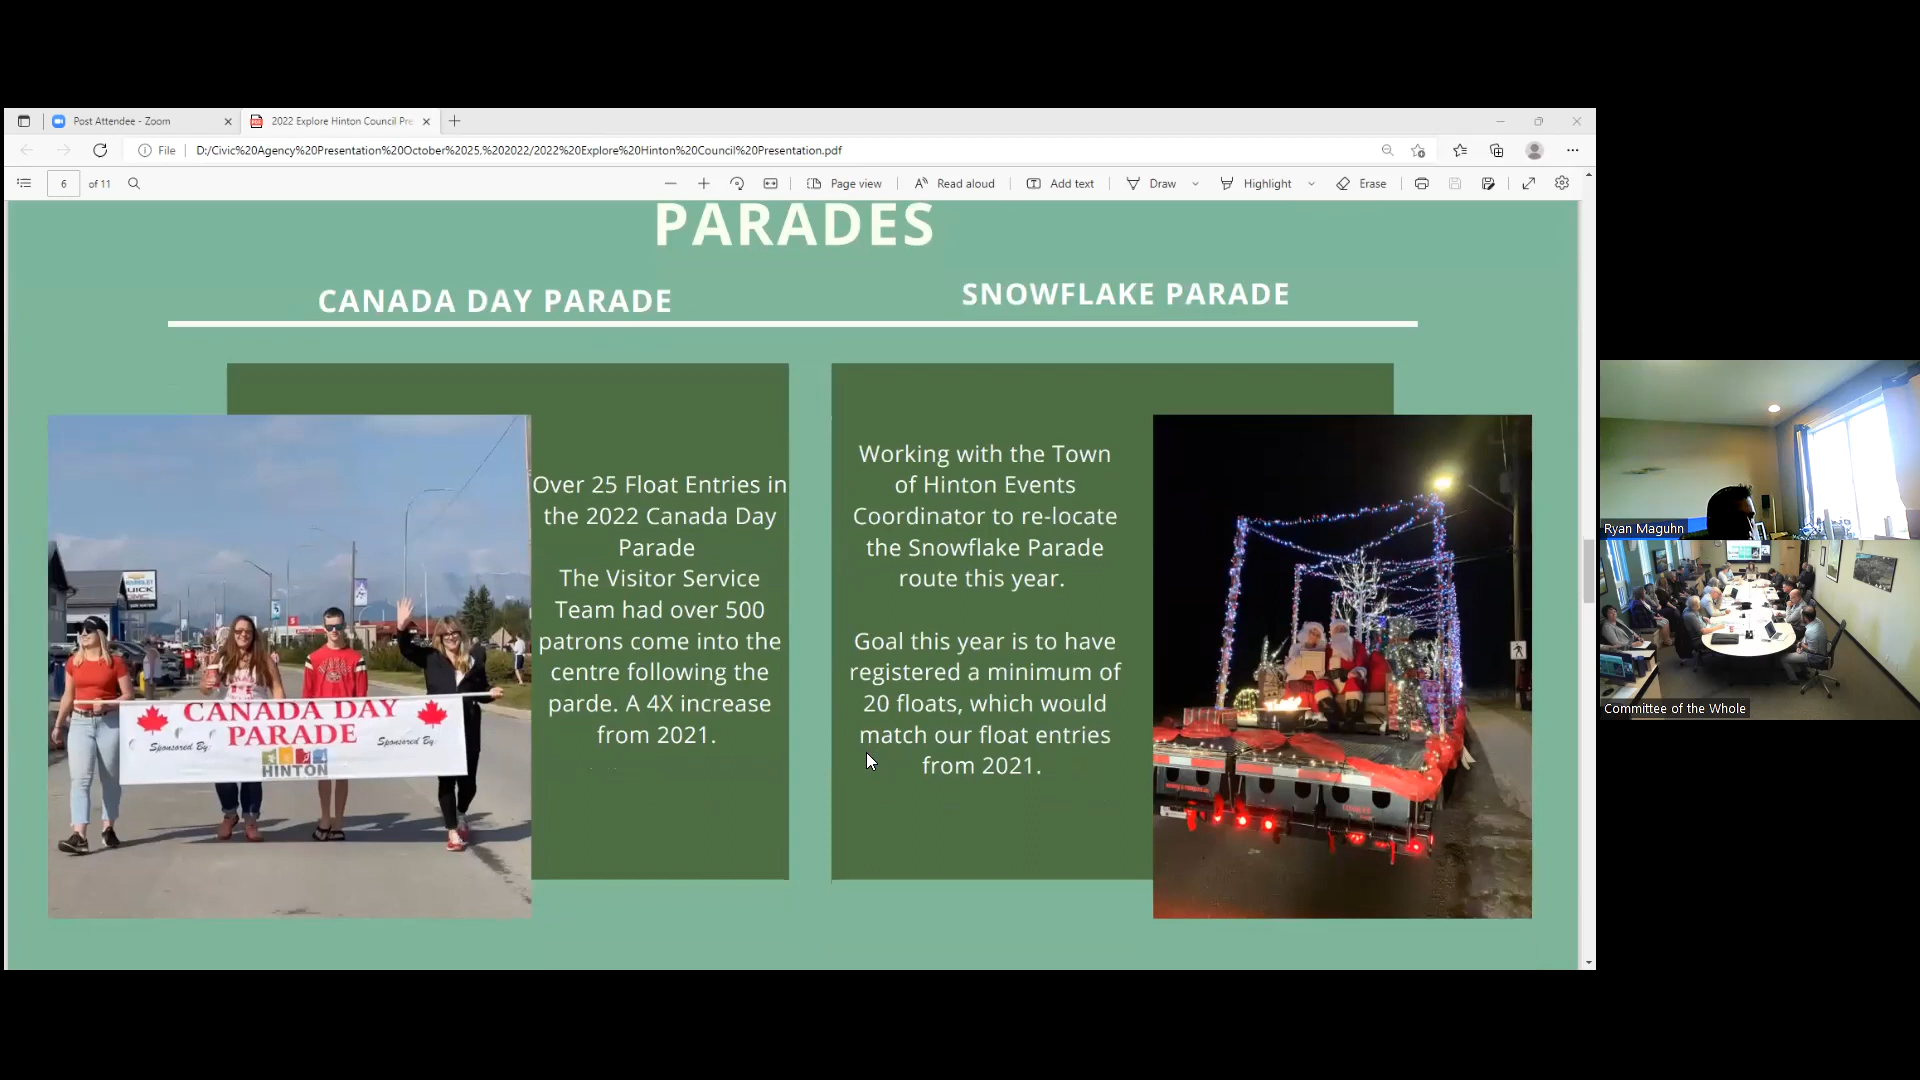 Post Attendee - Zoom
2022 Explore Hinton Council Pre
File
D:/Civic%20Agency%20Presentation%20October%2025,%202022/2022%20Explore%20Hinton%20Council%20Presentation.pdf
6
of 11
Page view
Read aloud
Add text
Draw
Highlight
Erase
PARADES
CANADA DAY PARADE
SNOWFLAKE PARADE
Over 25 Float Entries in
the 2022 Canada Day
Parade
The Visitor Service
Team had over 500
patrons come into the
centre following the
parde. A 4X increase
from 2021.
CANADA DAY
PARADE
Sponsored By:
Sponsored By:
HINTON
Working with the Town
of Hinton Events
Coordinator to re-locate
the Snowflake Parade
route this year.
Goal this year is to have
registered a minimum of
20 floats, which would
match our float entries
from 2021.
Ryan Maguhn
Committee of the Whole